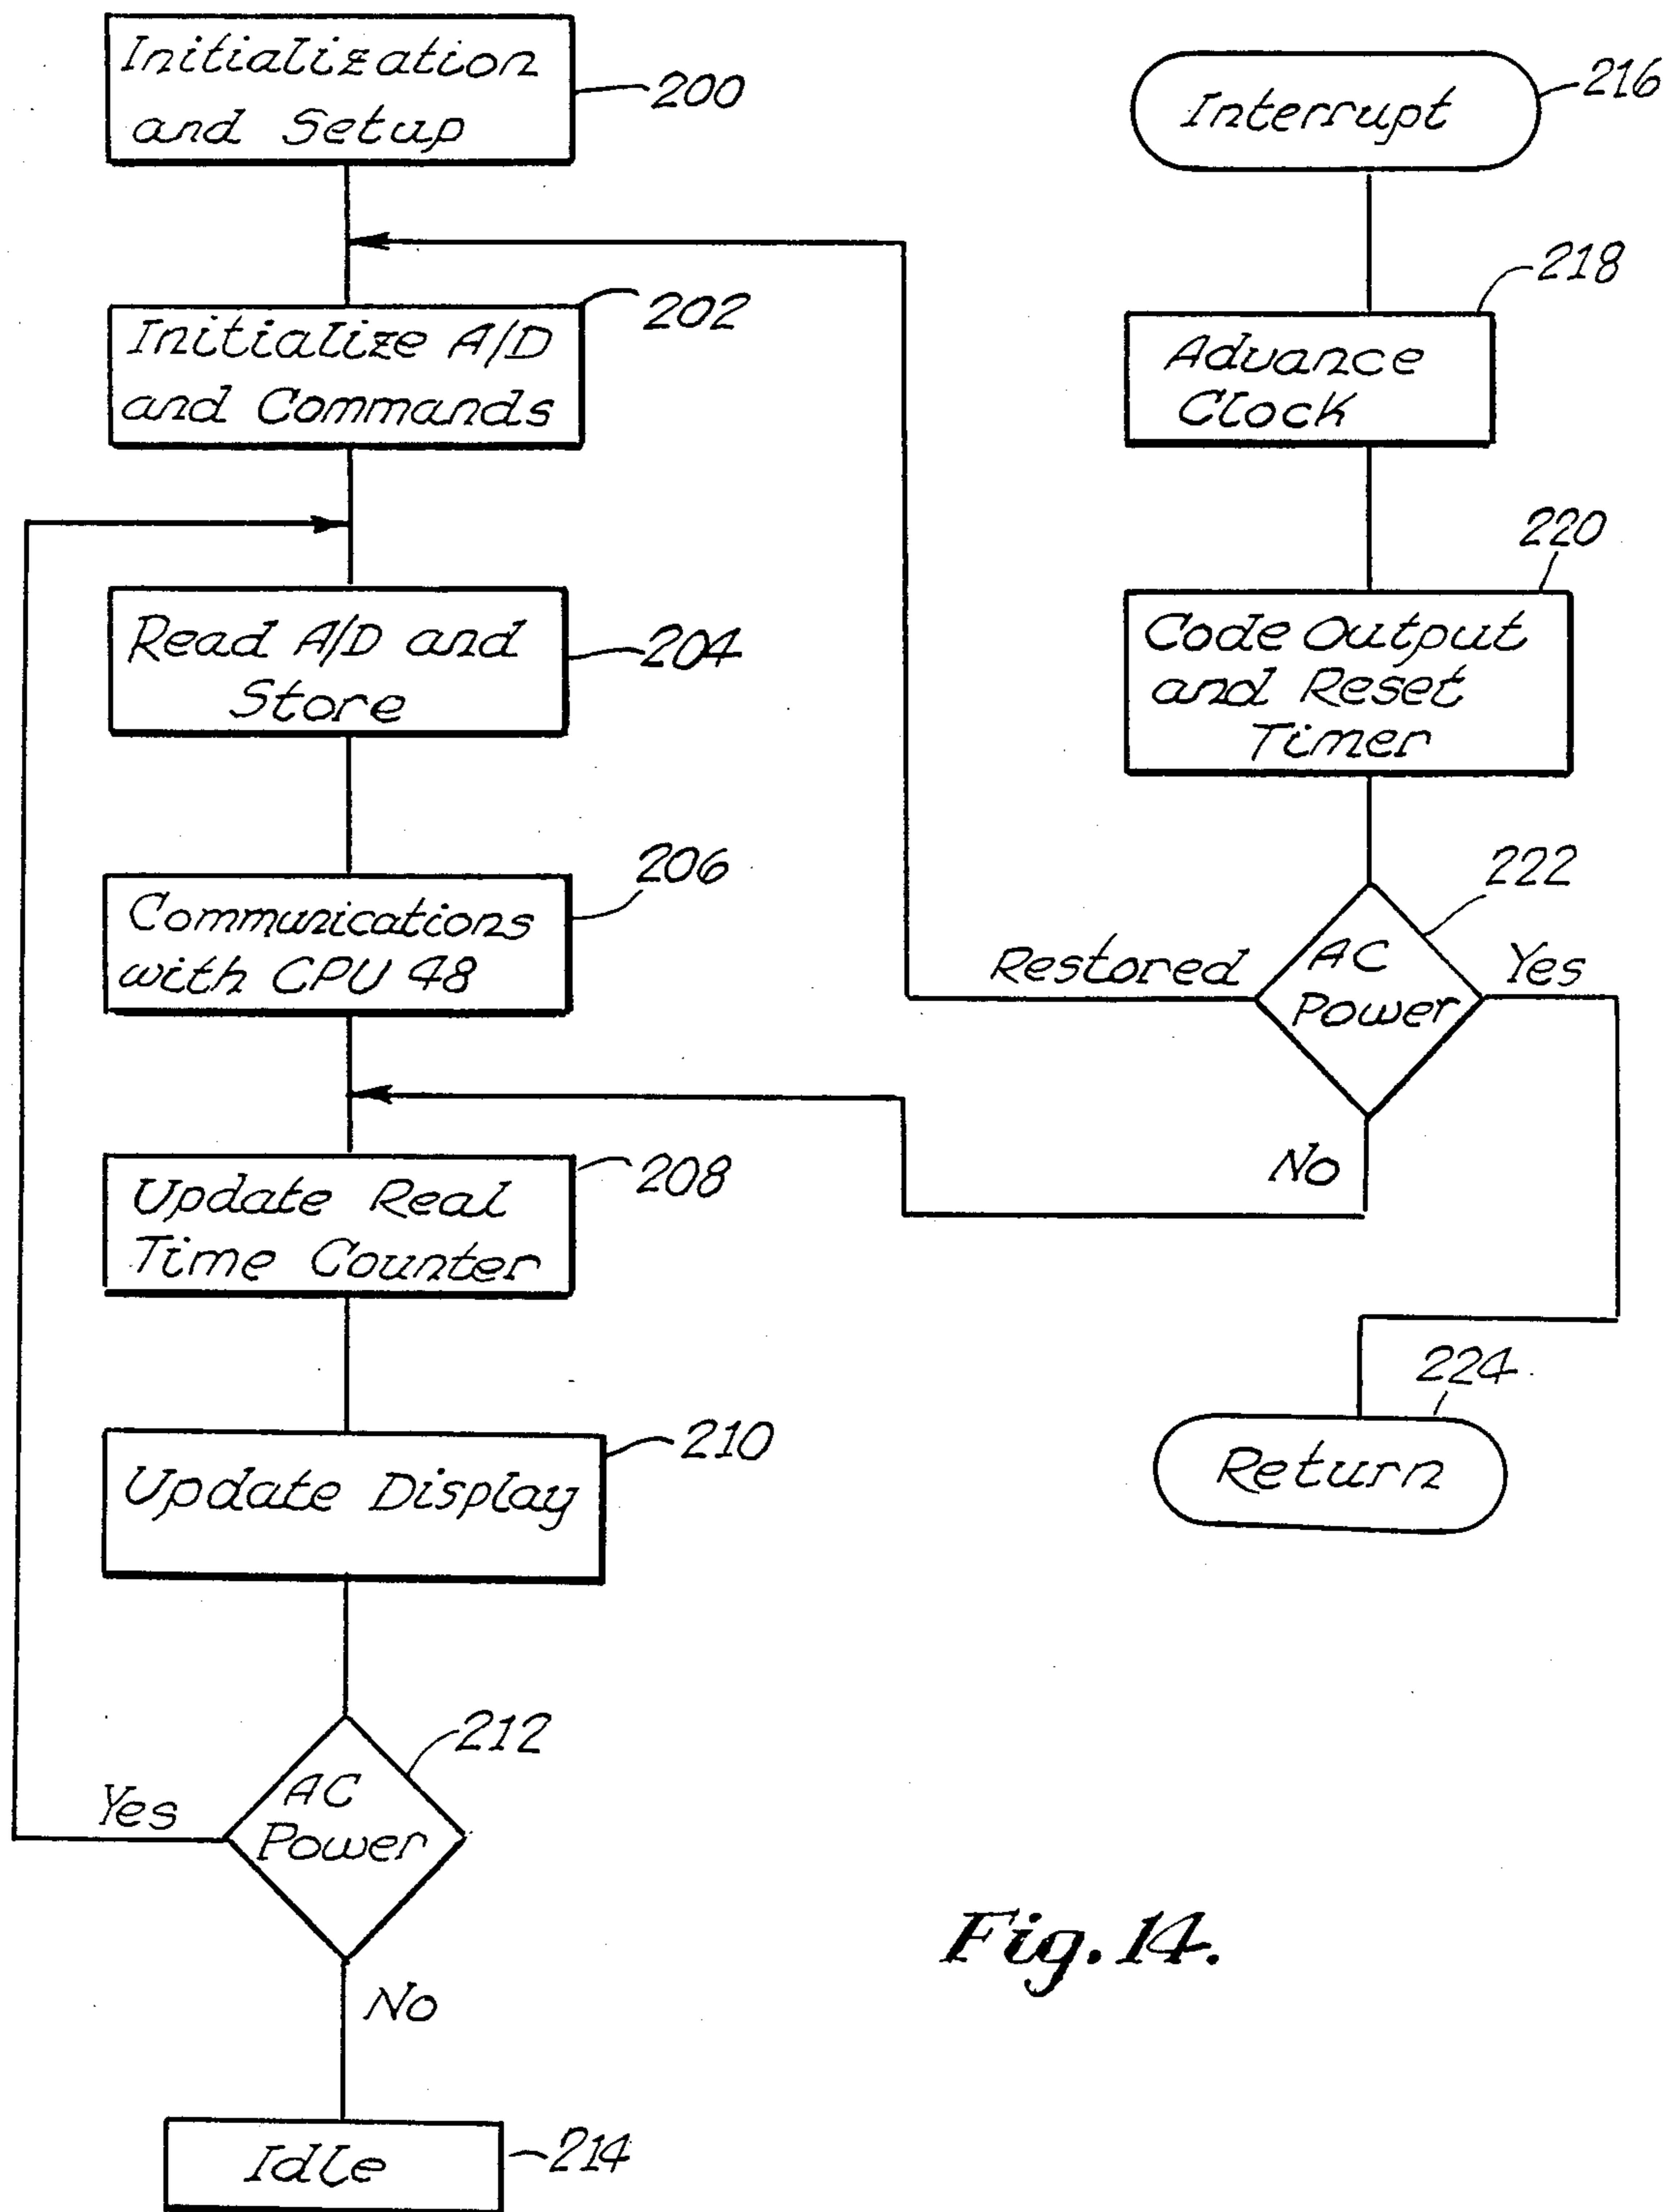 Initialization
and Setup
200
Initialize A/D
and Commands
202
Read A/D and
Store
204
Communications
with CPU 48
206
Update Real
Time Counter
208
Update Display
210
AC
Power
212
Yes
No
Idle
214
Interrupt
216
Advance
Clock
218
Code Output
and Reset
Timer
220
AC
Power
222
Restored
Yes
No
Return
224
Fig. 14.